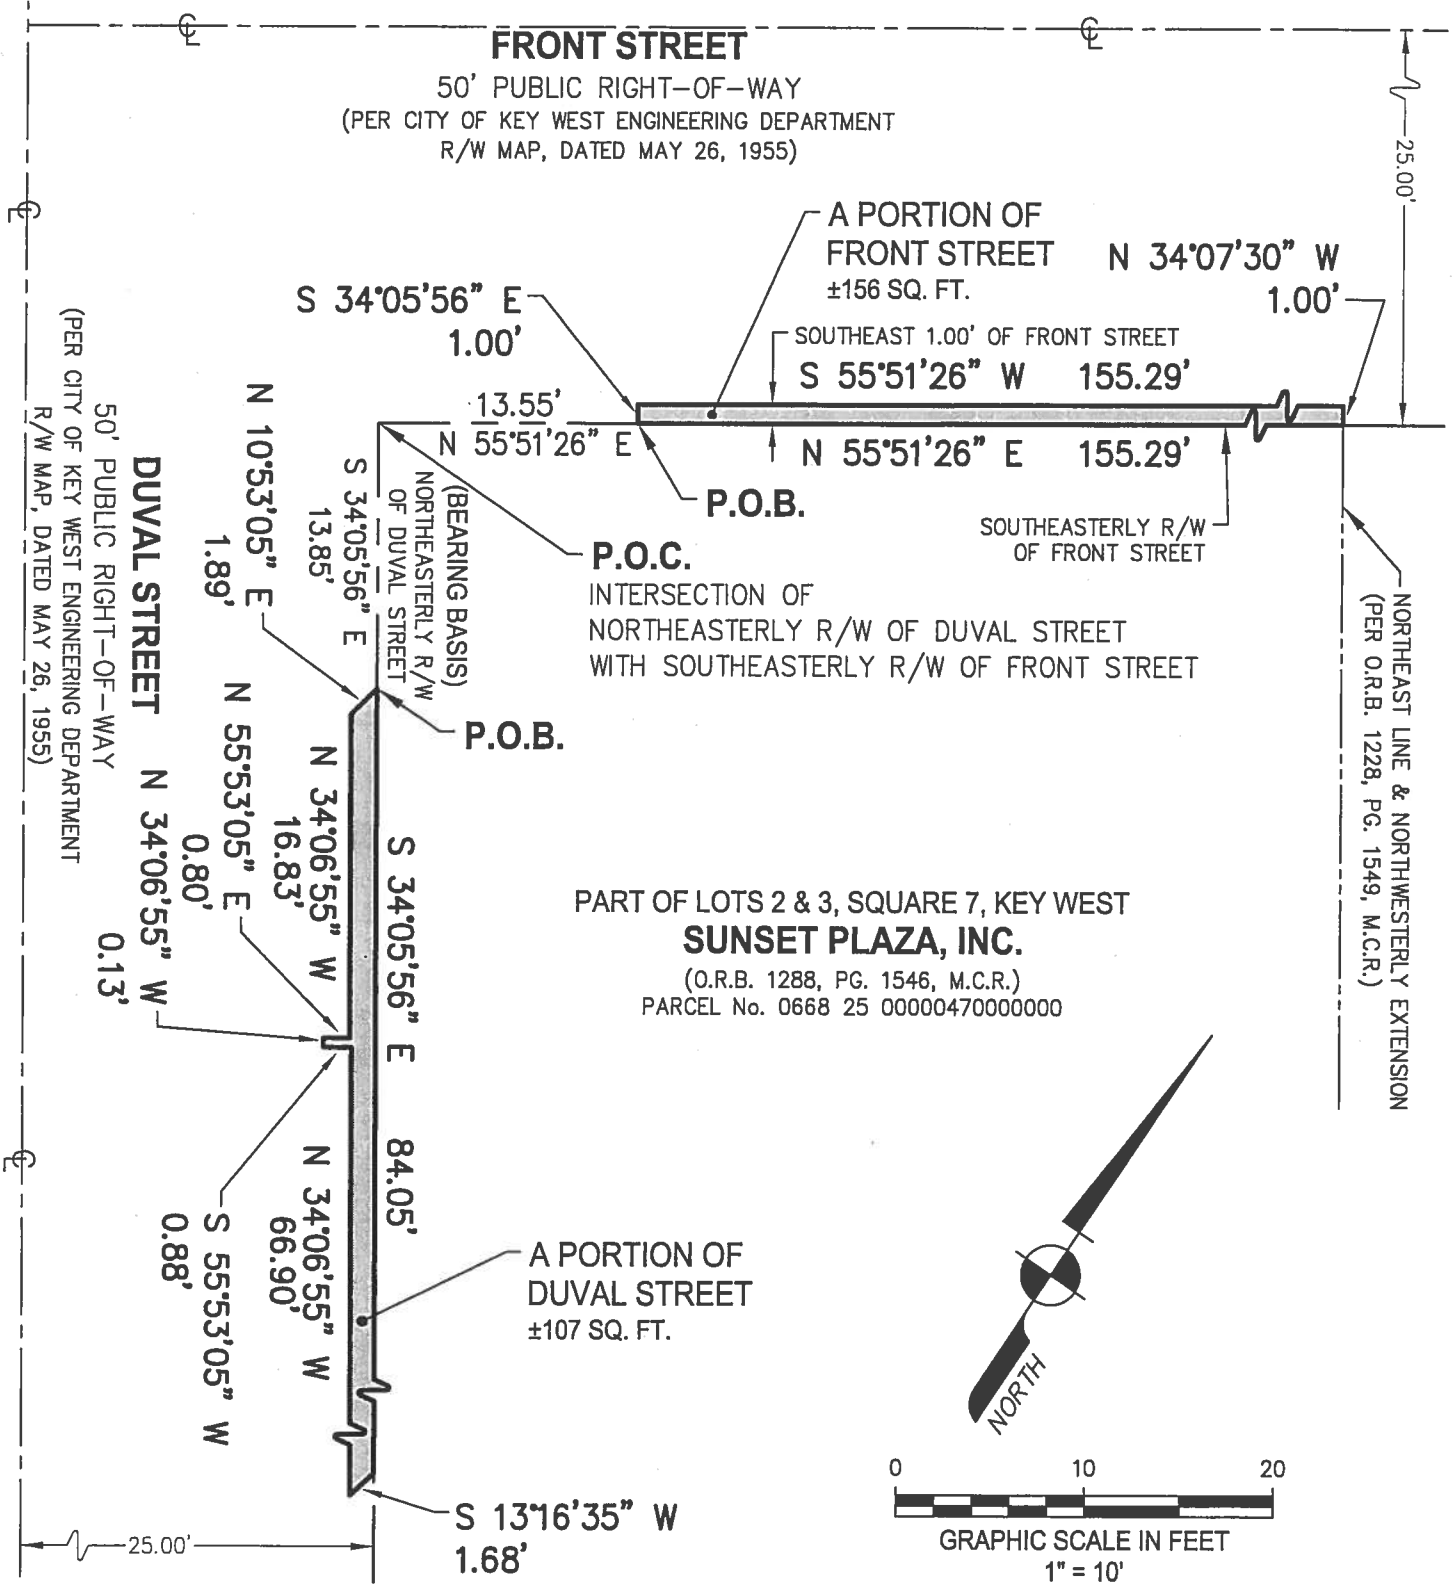 FRONT STREET
50' PUBLIC RIGHT-OF-WAY
(PER CITY OF KEY WEST ENGINEERING DEPARTMENT
R/W MAP, DATED MAY 26, 1955)
25.00'
A PORTION OF
FRONT STREET
±156 SQ. FT.
N 34°07'30" W
1.00'
S 34°05'56" E
1.00'
SOUTHEAST 1.00' OF FRONT STREET
S 55°51'26" W 155.29'
13.55'
N 55°51'26" E
N 55°51'26" E 155.29'
P.O.B.
SOUTHEASTERLY R/W
OF FRONT STREET
P.O.C.
INTERSECTION OF
NORTHEASTERLY R/W OF DUVAL STREET
WITH SOUTHEASTERLY R/W OF FRONT STREET
NORTHEAST LINE & NORTHWESTERLY EXTENSION
(PER O.R.B. 1228, PG. 1549, M.C.R.)
(BEARING BASIS)
NORTHEASTERLY R/W
OF DUVAL STREET
S 34°05'56" E
13.85'
N 10°53'05" E
1.89'
DUVAL STREET
50' PUBLIC RIGHT-OF-WAY
(PER CITY OF KEY WEST ENGINEERING DEPARTMENT
R/W MAP, DATED MAY 26, 1955)
P.O.B.
N 34°06'55" W
16.83'
N 55°53'05" E
0.80'
N 34°06'55" W
0.13'
S 34°05'56" E 84.05'
PART OF LOTS 2 & 3, SQUARE 7, KEY WEST
SUNSET PLAZA, INC.
(O.R.B. 1288, PG. 1546, M.C.R.)
PARCEL No. 0668 25 00000470000000
N 34°06'55" W
66.90'
S 55°53'05" W
0.88'
A PORTION OF
DUVAL STREET
±107 SQ. FT.
NORTH
S 13°16'35" W
1.68'
25.00'
0 10 20
GRAPHIC SCALE IN FEET
1" = 10'